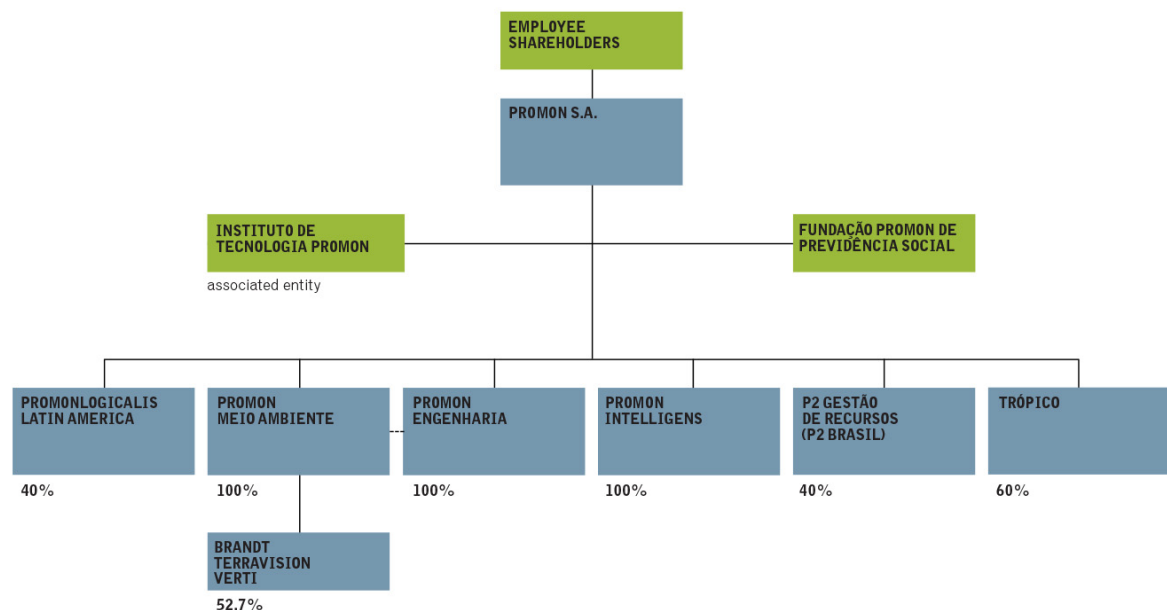 EMPLOYEE
SHAREHOLDERS
PROMON S.A.
INSTITUTO DE
TECNOLOGIA PROMON
associated entity
FUNDAÇÃO PROMON DE
PREVIDÊNCIA SOCIAL
PROMONLOGICALIS
LATIN AMERICA
40%
PROMON
MEIO AMBIENTE
100%
PROMON
ENGENHARIA
100%
PROMON
INTELLIGENS
100%
P2 GESTÃO
DE RECURSOS
(P2 BRASIL)
40%
TRÓPICO
60%
BRANDT
TERRAVISION
VERTI
52,7%